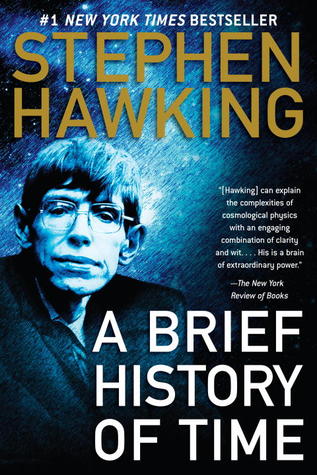 #1 NEW YORK TIMES BESTSELLER
STEPHEN
HAWKING
"[Hawking] can explain
the complexities of
cosmological physics
with an engaging
combination of clarity
and wit. . . . His is a brain
of extraordinary power."
—The New York
Review of Books
A BRIEF
HISTORY
OF TIME